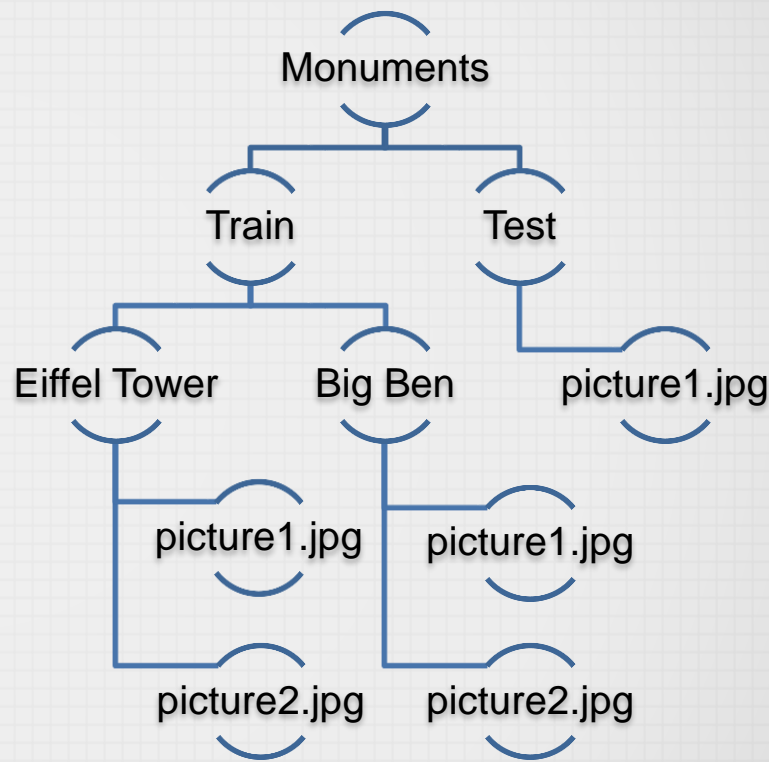 Monuments
Train
Test
Eiffel Tower
Big Ben
picture1.jpg
picture1.jpg
picture1.jpg
picture2.jpg
picture2.jpg